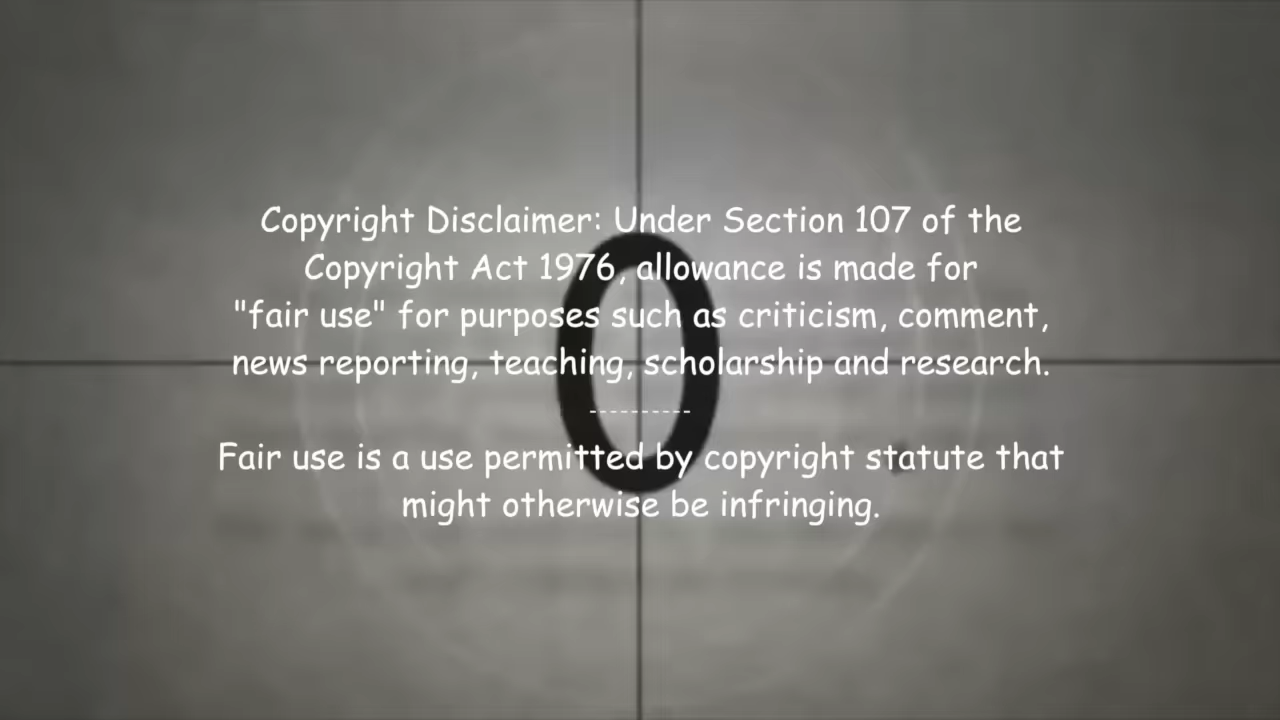 Copyright Disclaimer: Under Section 107 of the
Copyright Act 1976, allowance is made for
"fair use" for purposes such as criticism, comment,
news reporting, teaching, scholarship and research.
----------
Fair use is a use permitted by copyright statute that
might otherwise be infringing.
0